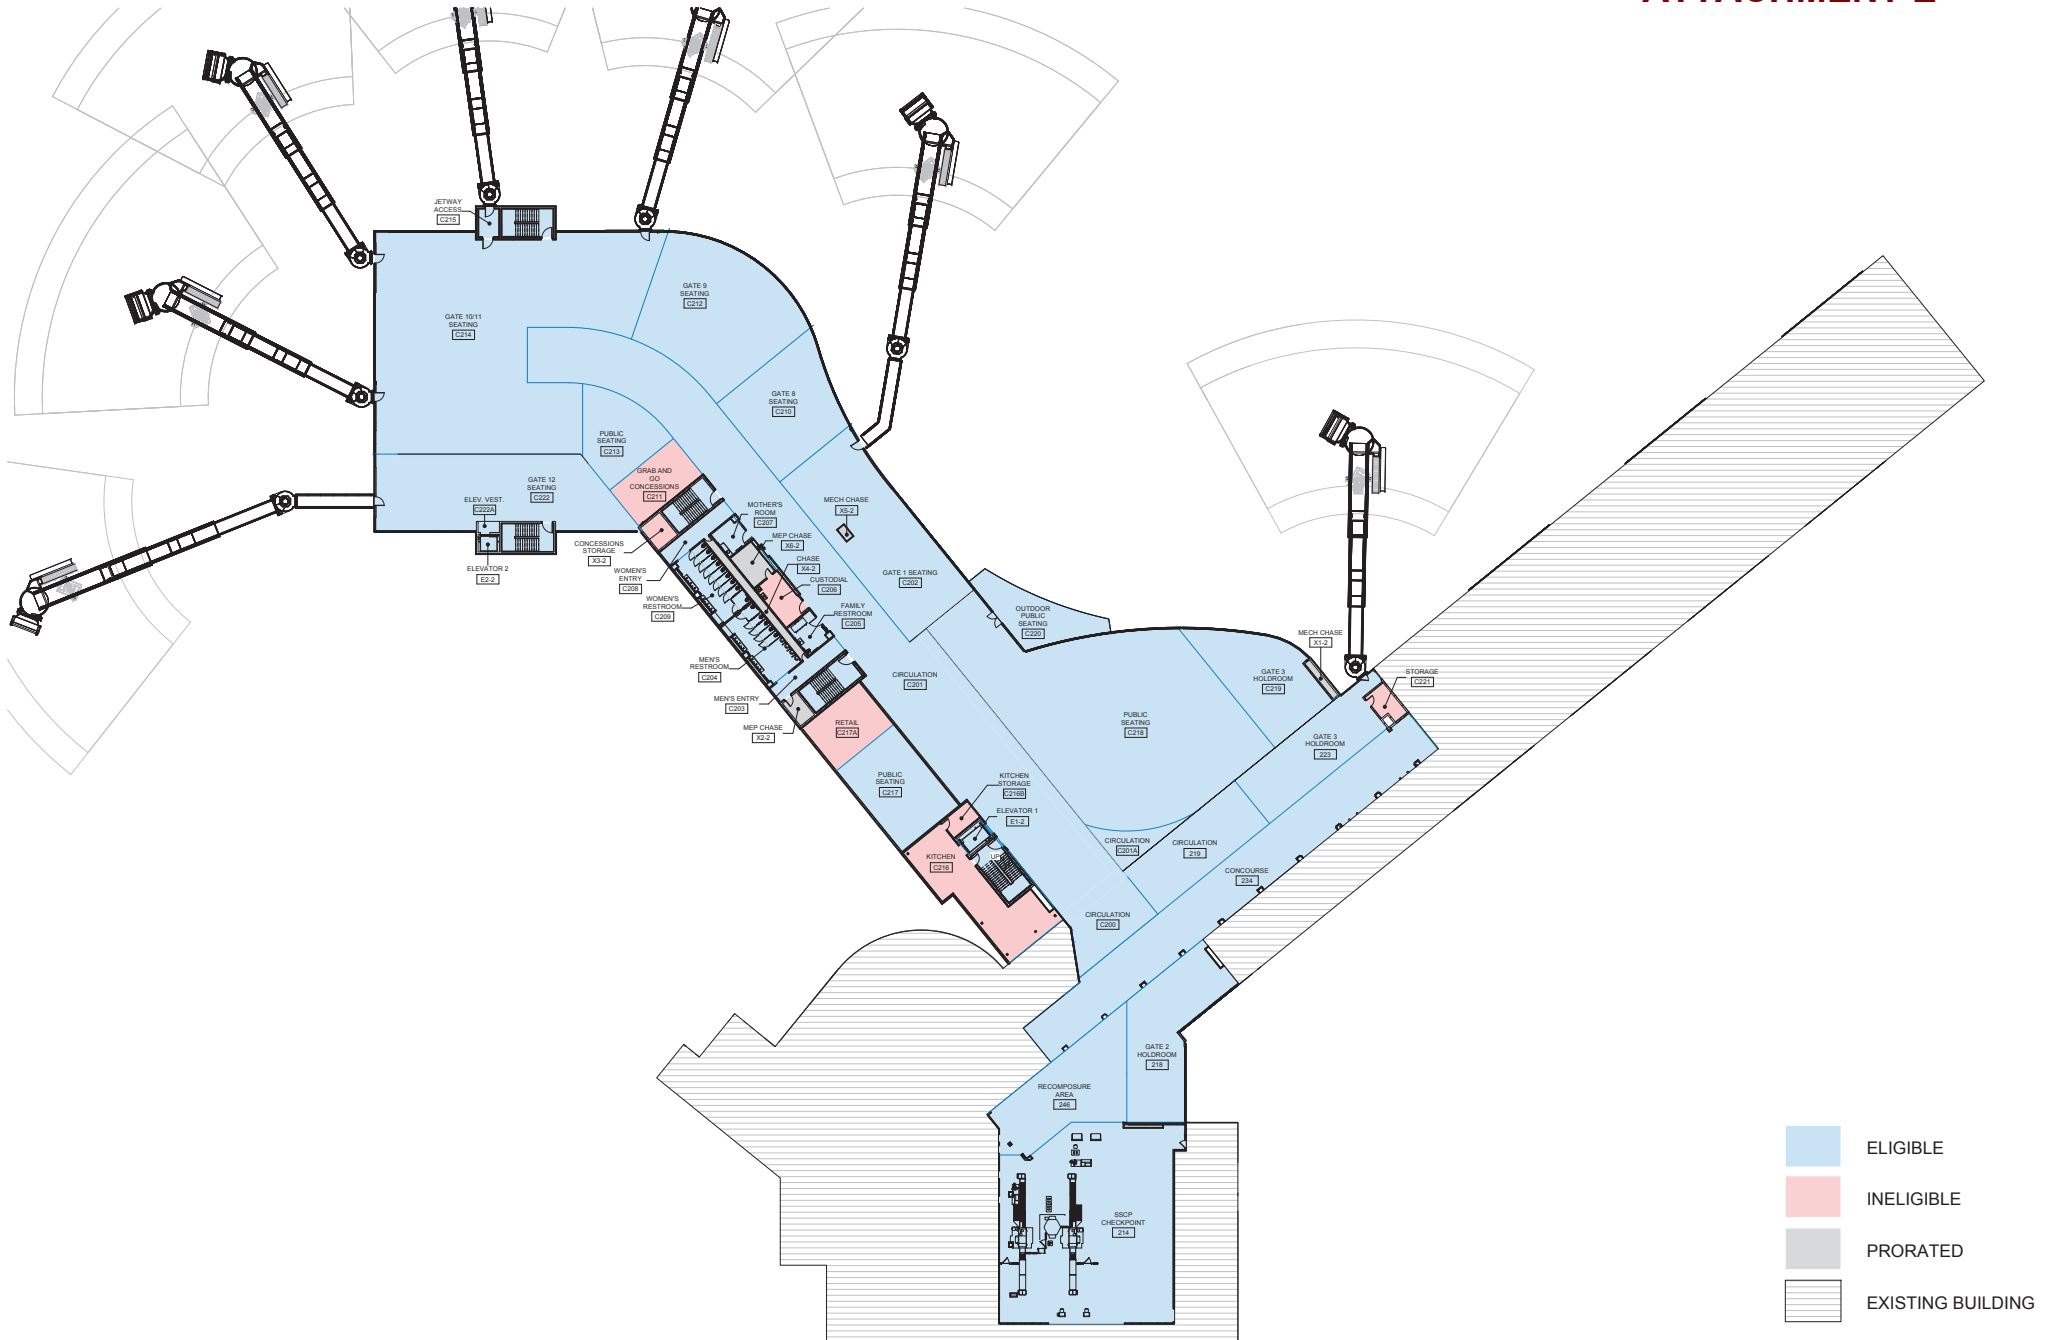 JETWAY
ACCESS
C215
GATE 9
SEATING
C212
GATE 10/11
SEATING
C214
GATE 8
SEATING
C210
PUBLIC
SEATING
C213
GRAB AND
GO
CONCESSIONS
C211
GATE 12
SEATING
C222
ELEV. VEST.
C222A
ELEVATOR 2
E2-2
MOTHER'S
ROOM
C207
MECH CHASE
X5-2
CONCESSIONS
STORAGE
X3-2
MEP CHASE
X6-2
CHASE
X4-2
WOMEN'S
ENTRY
C208
CUSTODIAL
C206
WOMEN'S
RESTROOM
C209
FAMILY
RESTROOM
C205
GATE 1 SEATING
C202
OUTDOOR
PUBLIC
SEATING
C220
MEN'S
RESTROOM
C204
MEN'S ENTRY
C203
MEP CHASE
X2-2
CIRCULATION
C201
MECH CHASE
X1-2
GATE 3
HOLDROOM
C219
STORAGE
C221
RETAIL
C217A
PUBLIC
SEATING
C218
GATE 3
HOLDROOM
223
PUBLIC
SEATING
C217
KITCHEN
STORAGE
C216B
ELEVATOR 1
E1-2
UP
KITCHEN
C216
CIRCULATION
C201A
CIRCULATION
219
CONCOURSE
234
CIRCULATION
C200
GATE 2
HOLDROOM
218
RECOMPOSURE
AREA
246
SSCP
CHECKPOINT
214
ELIGIBLE
INELIGIBLE
PRORATED
EXISTING BUILDING